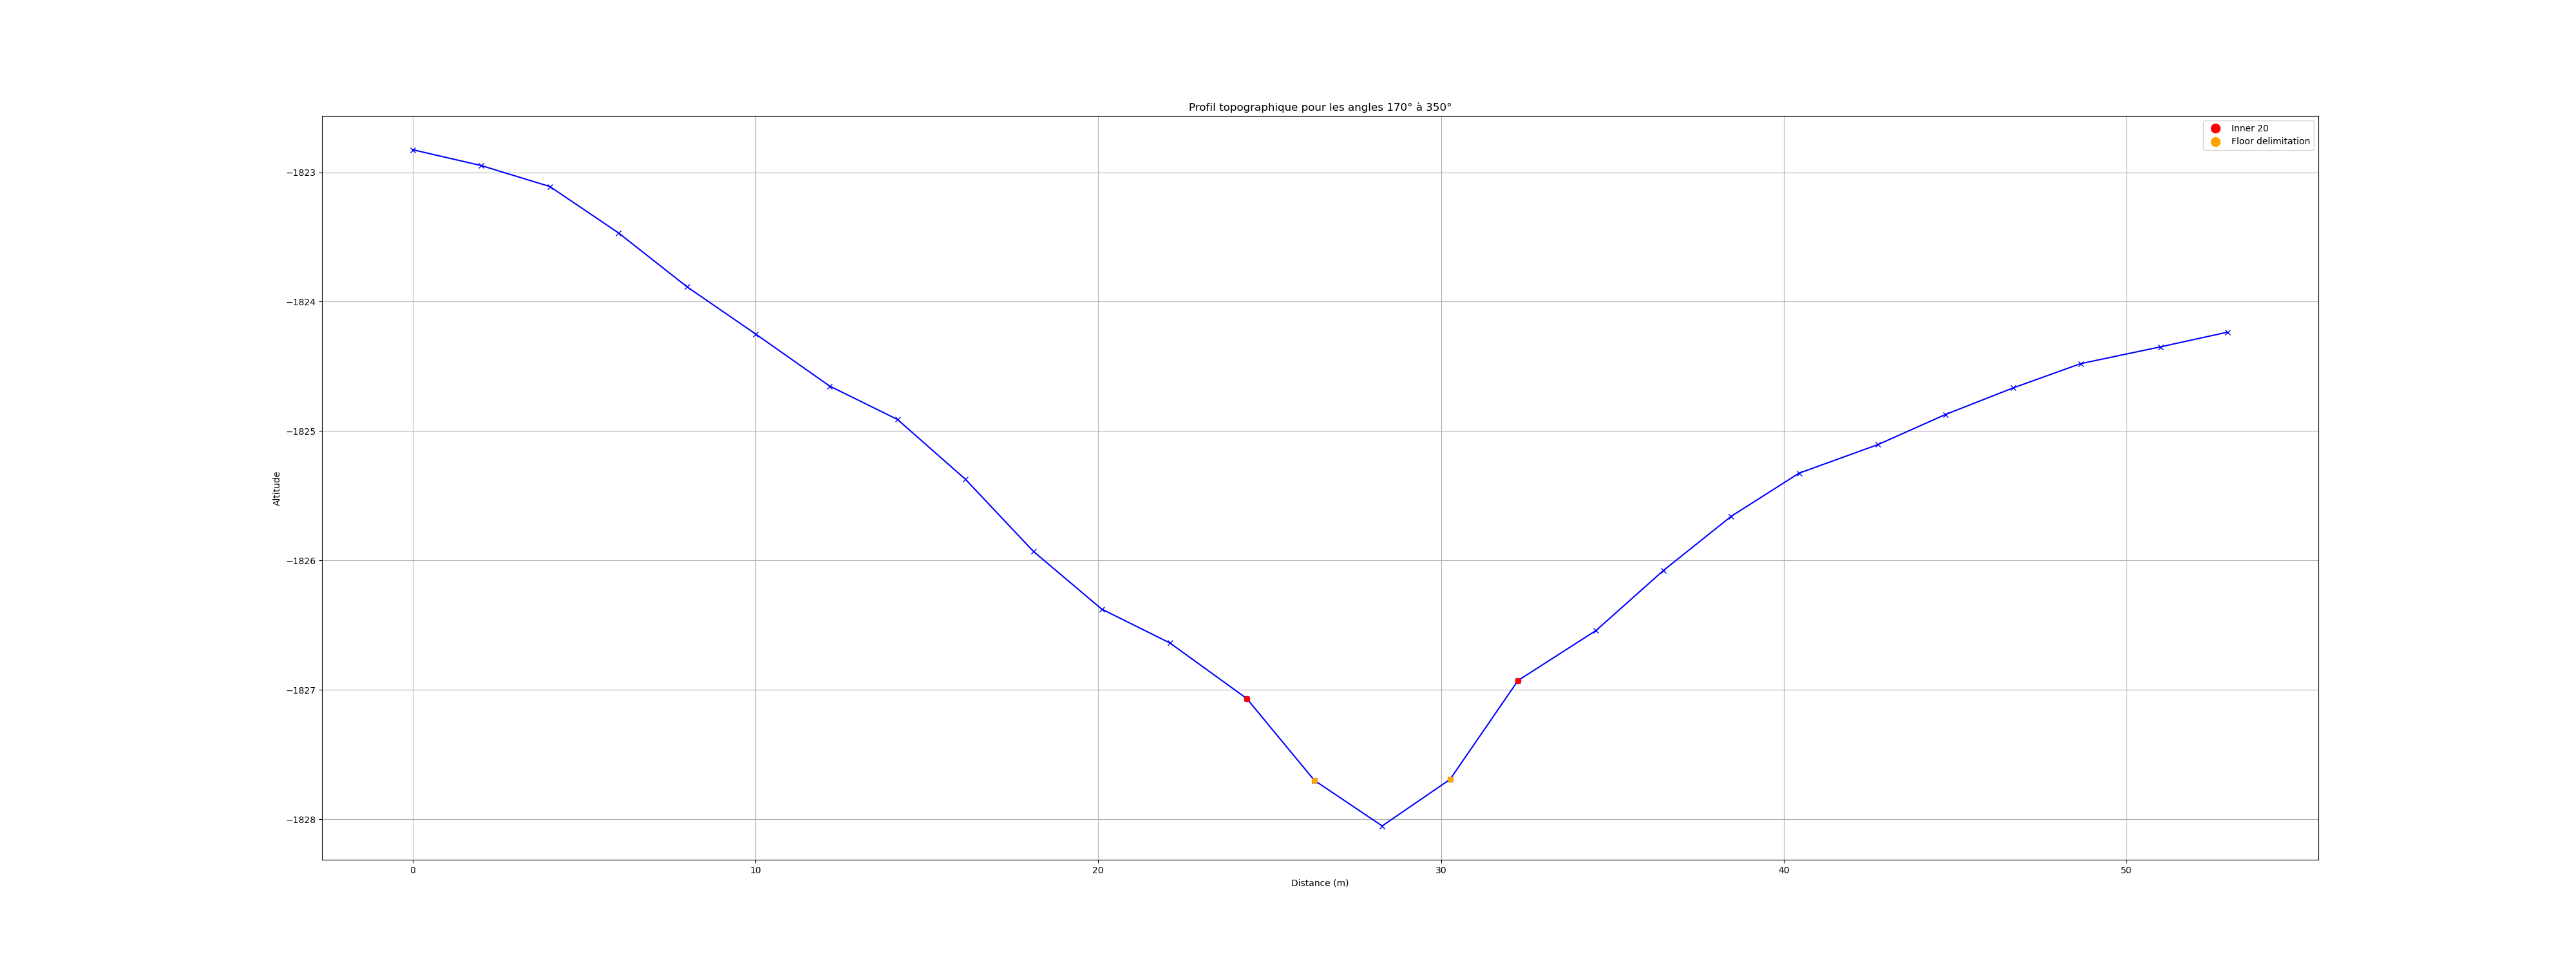 Profil topographique pour les angles 170° à 350°
Inner 20
Floor delimitation
−1823
−1824
−1825
−1826
−1827
−1828
Altitude
0 10 20 30 40 50
Distance (m)